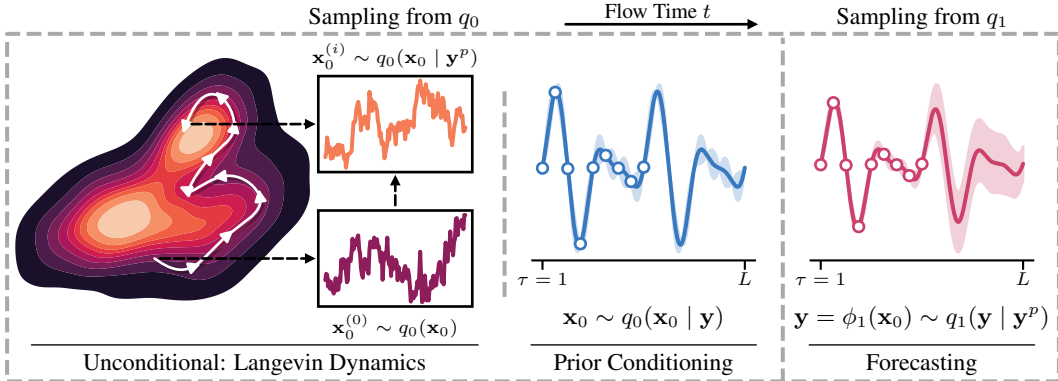 Sampling from q₀
Flow Time t
Sampling from q₁
x₀⁽ⁱ⁾ ∼ q₀(x₀ | yᵖ)
x₀⁽⁰⁾ ∼ q₀(x₀)
τ = 1
L
τ = 1
L
x₀ ∼ q₀(x₀ | y)
y = ϕ₁(x₀) ∼ q₁(y | yᵖ)
Unconditional: Langevin Dynamics
Prior Conditioning
Forecasting